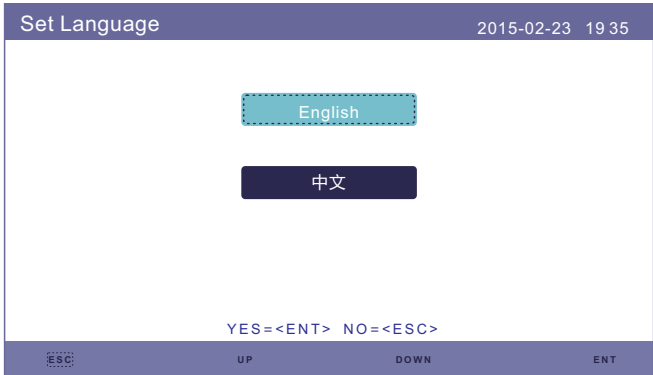 Set Language 2015-02-23 19 35
English
中文
YES=<ENT> NO=<ESC>
ESC UP DOWN ENT